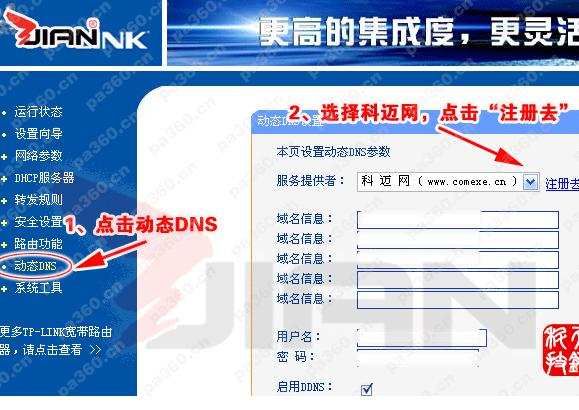 JIAN NK
更高的集成度，更灵活
运行状态
设置向导
网络参数
DHCP服务器
转发规则
安全设置
路由功能
动态DNS
系统工具
更多TP-LINK宽带路由
器，请点击查看 >>
1、点击动态DNS
2、选择科迈网，点击“注册去”
动态DNS设置
本页设置动态DNS参数
服务提供者：
科迈网（www.comexe.cn）
注册去
域名信息：
域名信息：
域名信息：
域名信息：
域名信息：
用户名：
密 码：
启用DDNS：
JIAN
pa360.cn